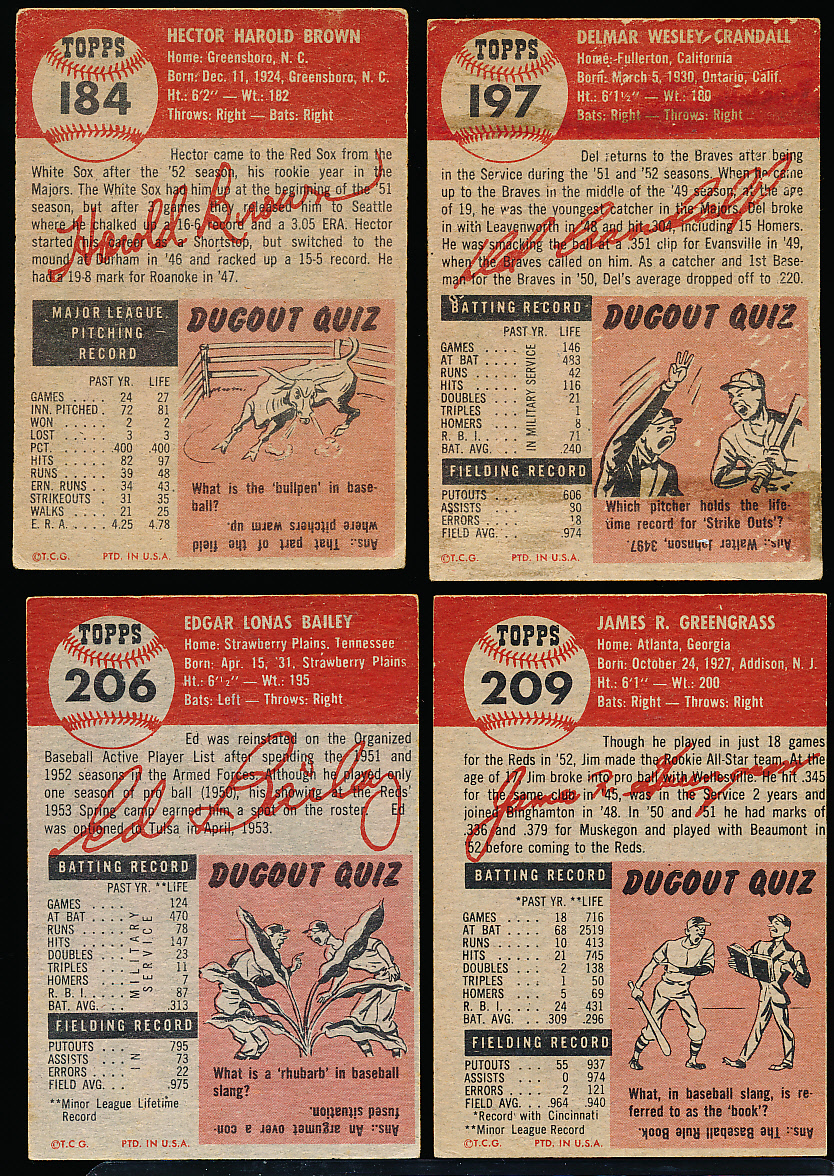 TOPPS
184
HECTOR HAROLD BROWN
Home: Greensboro, N. C.
Born: Dec. 11, 1924, Greensboro, N. C.
Ht.: 6'2" — Wt.: 182
Throws: Right — Bats: Right
Hector came to the Red Sox from the
White Sox after the '52 season, his rookie year in the
Majors. The White Sox had him up at the beginning of the '51
season, but after 3 games they released him to Seattle
where he chalked up a 16-6 record and a 3.05 ERA. Hector
started his career as a Shortstop, but switched to the
mound at Durham in '46 and racked up a 15-5 record. He
had a 19-8 mark for Roanoke in '47.
Harold Brown
MAJOR LEAGUE
PITCHING
RECORD
PAST YR. LIFE
GAMES . . . . . 24 27
INN. PITCHED . 72 81
WON . . . . . 2 2
LOST . . . . . 3 3
PCT. . . . . . .400 .400
HITS . . . . . 82 97
RUNS . . . . . 39 48
ERN. RUNS . . 34 43
STRIKEOUTS . . 31 35
WALKS . . . . 21 25
E. R. A. . . . . 4.25 4.78
DUGOUT QUIZ
What is the 'bullpen' in base-
ball?
Ans.: That part of the field
where pitchers warm up.
©T.C.G. PTD. IN U.S.A.
TOPPS
197
DELMAR WESLEY CRANDALL
Home: Fullerton, California
Born: March 5, 1930, Ontario, Calif.
Ht.: 6'1½" — Wt.: 180
Bats: Right — Throws: Right
Del returns to the Braves after being
in the Service during the '51 and '52 seasons. When he came
up to the Braves in the middle of the '49 season, at the age
of 19, he was the youngest catcher in the Majors. Del broke
in with Leavenworth in '48 and hit .304, including 15 Homers.
He was smacking the ball at a .351 clip for Evansville in '49,
when the Braves called on him. As a catcher and 1st Base-
man for the Braves in '50, Del's average dropped off to .220.
Del Crandall
BATTING RECORD
PAST YR. LIFE
IN MILITARY SERVICE
GAMES . . . . 146
AT BAT . . . . 483
RUNS . . . . . 42
HITS . . . . . 116
DOUBLES . . . 21
TRIPLES . . . . 1
HOMERS . . . . 8
R. B. I. . . . . 71
BAT. AVG. . . . .240
FIELDING RECORD
PUTOUTS . . . . . 606
ASSISTS . . . . . 30
ERRORS . . . . . 18
FIELD AVG. . . . .974
DUGOUT QUIZ
Which pitcher holds the life-
time record for 'Strike Outs'?
Ans.: Walter Johnson, 3497.
©T.C.G. PTD. IN U.S.A.
TOPPS
206
EDGAR LONAS BAILEY
Home: Strawberry Plains, Tennessee
Born: Apr. 15, '31, Strawberry Plains
Ht.: 6'½" — Wt.: 195
Bats: Left — Throws: Right
Ed was reinstated on the Organized
Baseball Active Player List after spending the 1951 and
1952 seasons in the Armed Forces. Although he played only
one season of pro ball (1950), his showing at the Reds'
1953 Spring camp earned him a spot on the roster. Ed
was optioned to Tulsa in April, 1953.
Ed Bailey
BATTING RECORD
PAST YR. **LIFE
IN MILITARY SERVICE
GAMES . . . . 124
AT BAT . . . . 470
RUNS . . . . . 78
HITS . . . . . 147
DOUBLES . . . 23
TRIPLES . . . . 11
HOMERS . . . 7
R. B. I. . . . . 87
BAT. AVG. . . . .313
FIELDING RECORD
PUTOUTS . . . . 795
ASSISTS . . . . 73
ERRORS . . . . 22
FIELD AVG. . . . .975
**Minor League Lifetime
Record
DUGOUT QUIZ
What is a 'rhubarb' in baseball
slang?
Ans.: An argumet over a con-
fused situation.
©T.C.G. PTD. IN U.S.A.
TOPPS
209
JAMES R. GREENGRASS
Home: Atlanta, Georgia
Born: October 24, 1927, Addison, N. J.
Ht.: 6'1" — Wt.: 200
Bats: Right — Throws: Right
Though he played in just 18 games
for the Reds in '52, Jim made the Rookie All-Star team. At the
age of 17, Jim broke into pro ball with Wellesville. He hit .345
for the same club in '45, was in the Service 2 years and
joined Binghamton in '48. In '50 and '51 he had marks of
.336 and .379 for Muskegon and played with Beaumont in
'52 before coming to the Reds.
James R. Greengrass
BATTING RECORD
*PAST YR. **LIFE
GAMES . . . . 18 716
AT BAT . . . . 68 2519
RUNS . . . . . 10 413
HITS . . . . . 21 745
DOUBLES . . . 2 138
TRIPLES . . . . 1 50
HOMERS . . . . 5 69
R. B. I. . . . . 24 431
BAT. AVG. . . . .309 .296
FIELDING RECORD
PUTOUTS . . . . 55 937
ASSISTS . . . . 0 974
ERRORS . . . . 2 121
FIELD AVG. . . .964 .940
*Record with Cincinnati
**Minor League Record
DUGOUT QUIZ
What, in baseball slang, is re-
ferred to as the 'book'?
Ans.: The Baseball Rule Book.
©T.C.G. PTD. IN U.S.A.